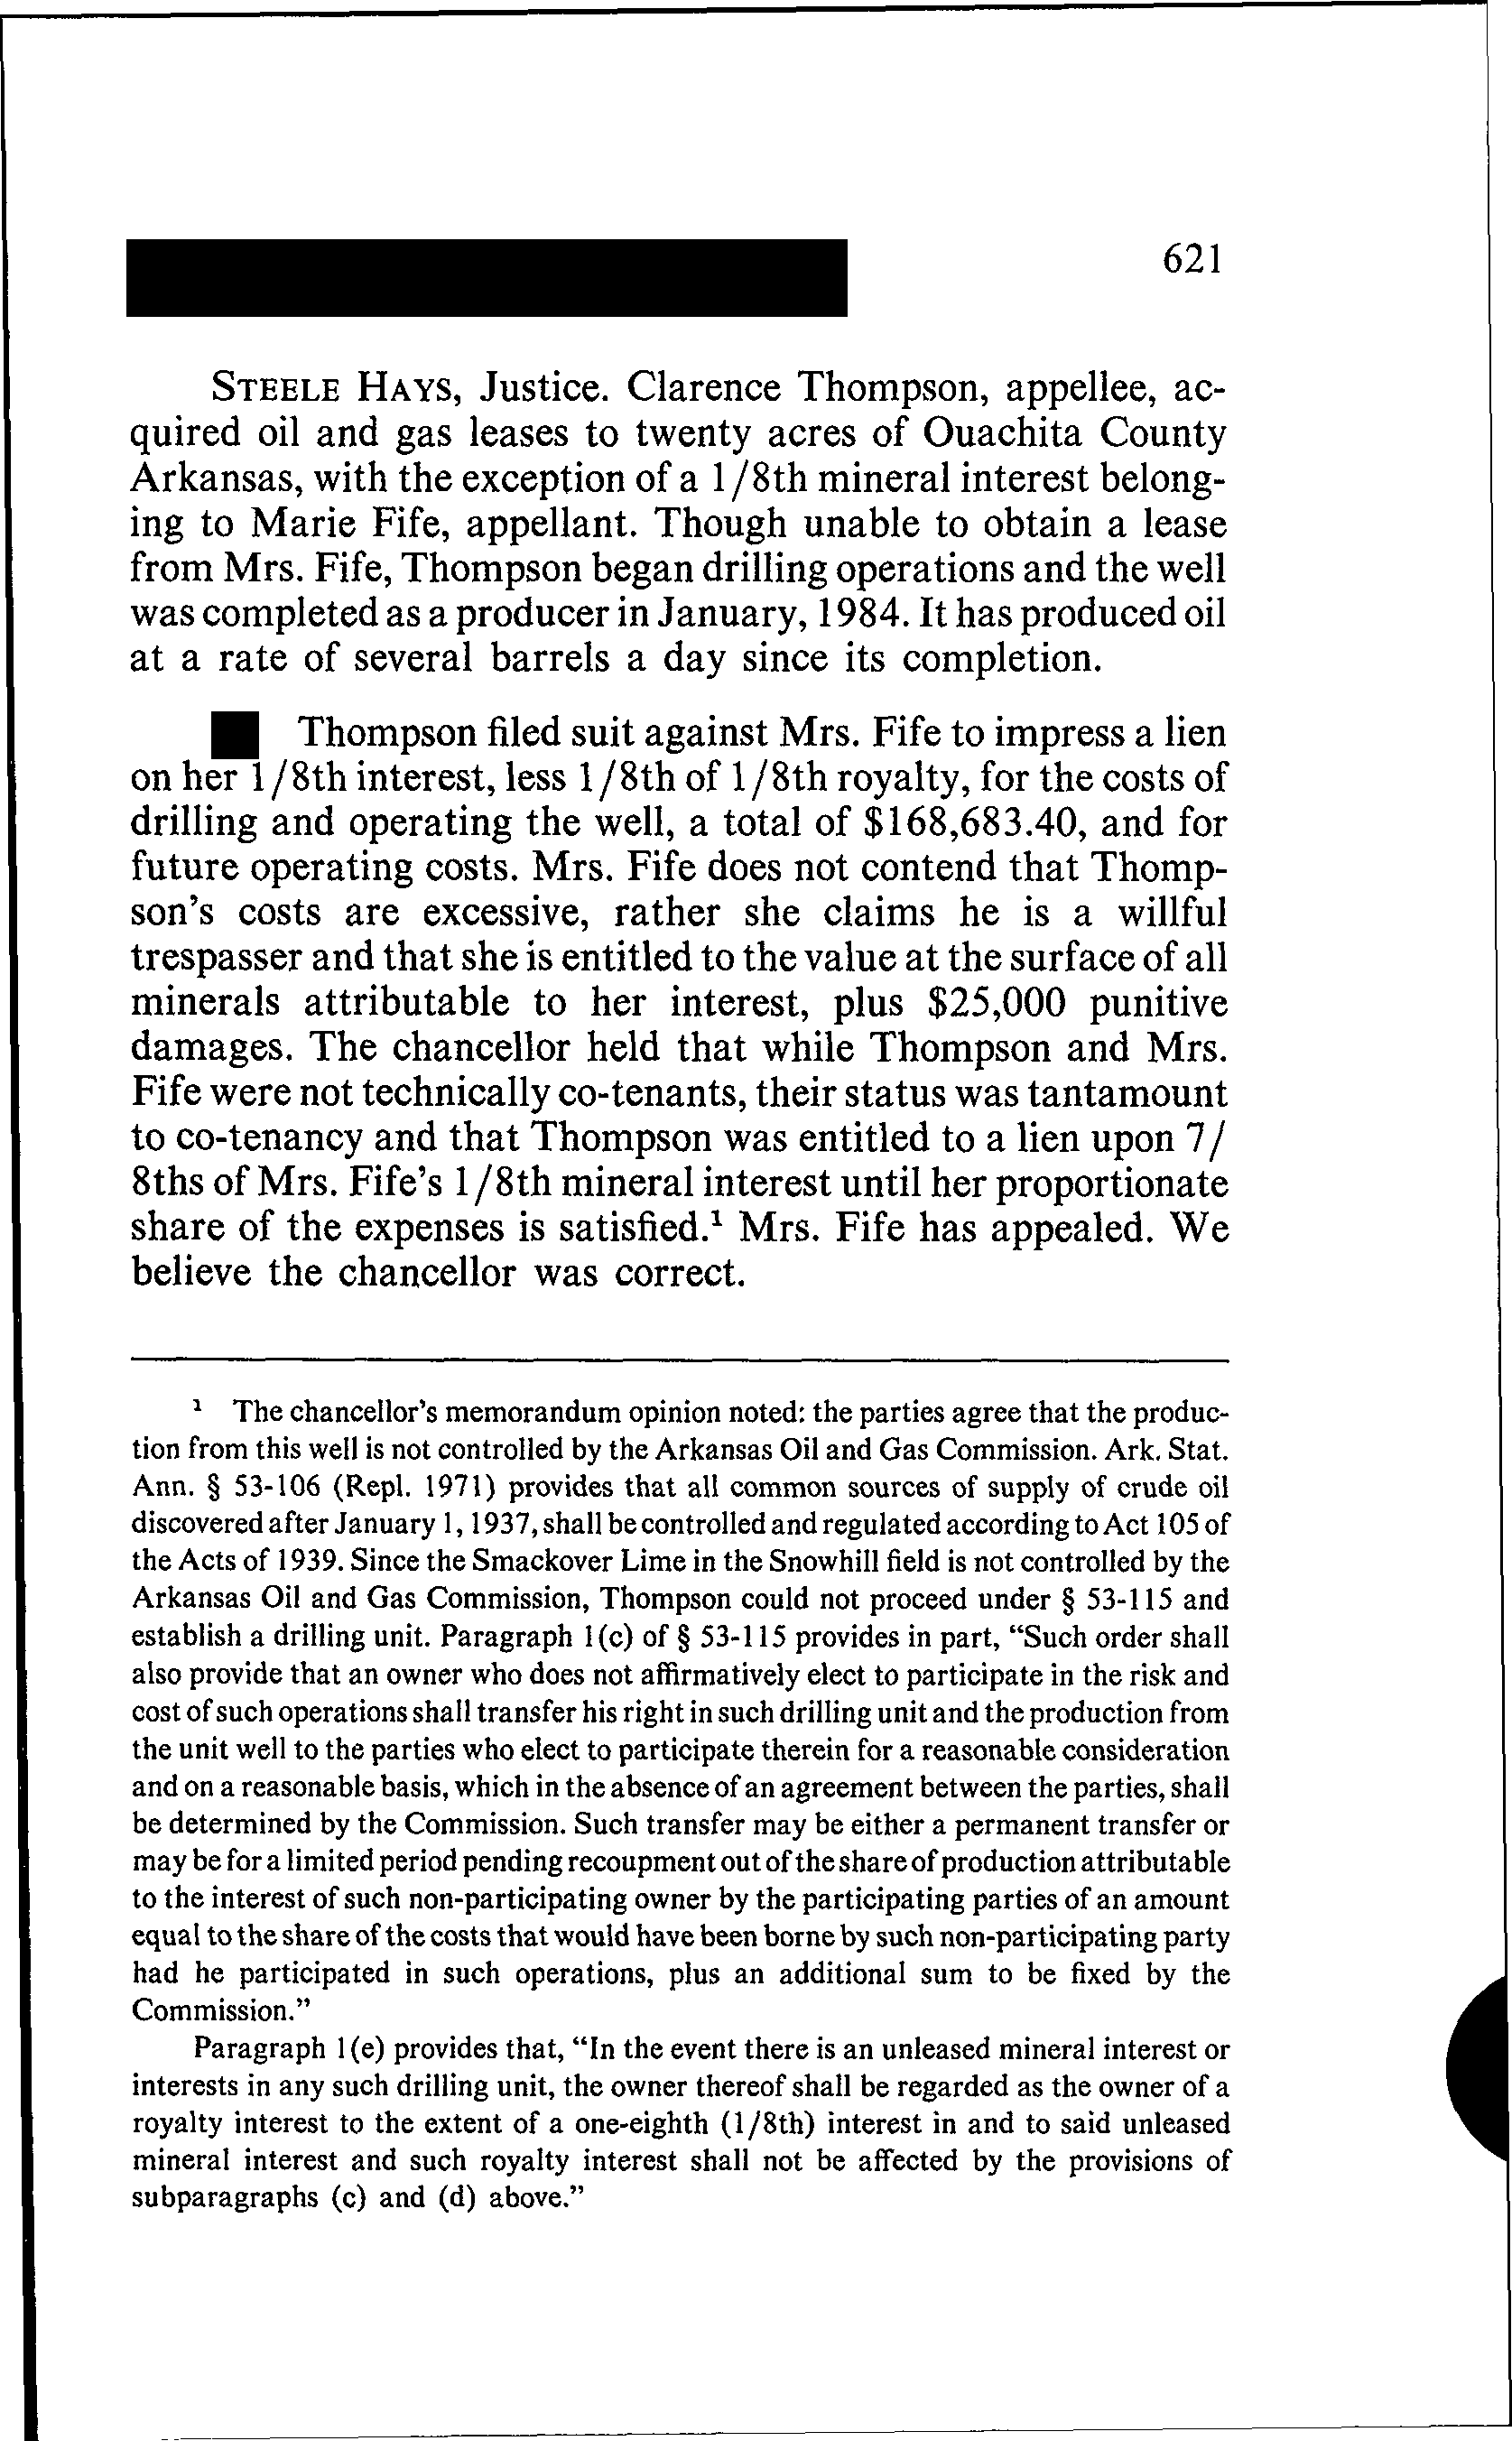 621
STEELE HAYS, Justice. Clarence Thompson, appellee, ac-
quired oil and gas leases to twenty acres of Ouachita County
Arkansas, with the exception of a 1/8th mineral interest belong-
ing to Marie Fife, appellant. Though unable to obtain a lease
from Mrs. Fife, Thompson began drilling operations and the well
was completed as a producer in January, 1984. It has produced oil
at a rate of several barrels a day since its completion.
Thompson filed suit against Mrs. Fife to impress a lien
on her 1/8th interest, less 1/8th of 1/8th royalty, for the costs of
drilling and operating the well, a total of $168,683.40, and for
future operating costs. Mrs. Fife does not contend that Thomp-
son's costs are excessive, rather she claims he is a willful
trespasser and that she is entitled to the value at the surface of all
minerals attributable to her interest, plus $25,000 punitive
damages. The chancellor held that while Thompson and Mrs.
Fife were not technically co-tenants, their status was tantamount
to co-tenancy and that Thompson was entitled to a lien upon 7/
8ths of Mrs. Fife's 1/8th mineral interest until her proportionate
share of the expenses is satisfied.¹ Mrs. Fife has appealed. We
believe the chancellor was correct.
¹ The chancellor's memorandum opinion noted: the parties agree that the produc-
tion from this well is not controlled by the Arkansas Oil and Gas Commission. Ark. Stat.
Ann. § 53-106 (Repl. 1971) provides that all common sources of supply of crude oil
discovered after January 1, 1937, shall be controlled and regulated according to Act 105 of
the Acts of 1939. Since the Smackover Lime in the Snowhill field is not controlled by the
Arkansas Oil and Gas Commission, Thompson could not proceed under § 53-115 and
establish a drilling unit. Paragraph 1(c) of § 53-115 provides in part, "Such order shall
also provide that an owner who does not affirmatively elect to participate in the risk and
cost of such operations shall transfer his right in such drilling unit and the production from
the unit well to the parties who elect to participate therein for a reasonable consideration
and on a reasonable basis, which in the absence of an agreement between the parties, shall
be determined by the Commission. Such transfer may be either a permanent transfer or
may be for a limited period pending recoupment out of the share of production attributable
to the interest of such non-participating owner by the participating parties of an amount
equal to the share of the costs that would have been borne by such non-participating party
had he participated in such operations, plus an additional sum to be fixed by the
Commission."
Paragraph 1(e) provides that, "In the event there is an unleased mineral interest or
interests in any such drilling unit, the owner thereof shall be regarded as the owner of a
royalty interest to the extent of a one-eighth (1/8th) interest in and to said unleased
mineral interest and such royalty interest shall not be affected by the provisions of
subparagraphs (c) and (d) above."